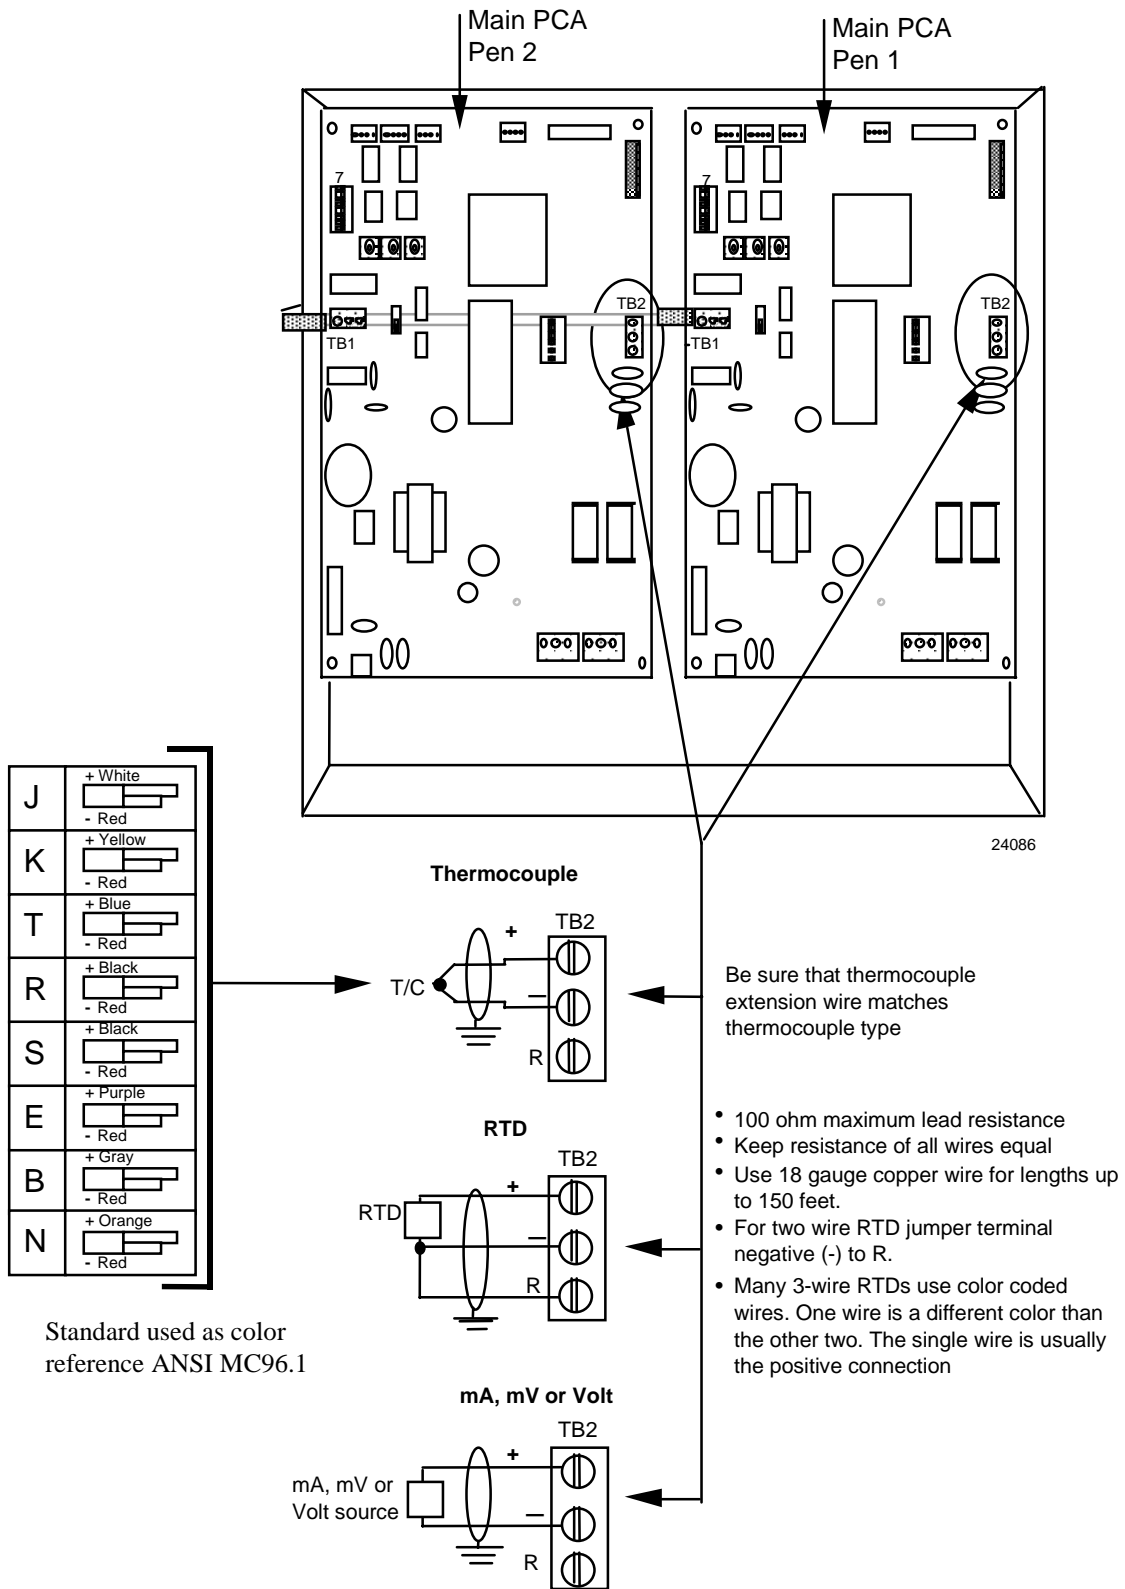 Main PCA
Pen 2
Main PCA
Pen 1
7
7
TB2
TB2
TB1
-TB1
24086
J
+ White
- Red
K
+ Yellow
- Red
T
+ Blue
- Red
R
+ Black
- Red
S
+ Black
- Red
E
+ Purple
- Red
B
+ Gray
- Red
N
+ Orange
- Red
Standard used as color
reference ANSI MC96.1
Thermocouple
TB2
+
T/C
–
R
Be sure that thermocouple
extension wire matches
thermocouple type
RTD
TB2
+
RTD
–
R
• 100 ohm maximum lead resistance
• Keep resistance of all wires equal
• Use 18 gauge copper wire for lengths up
to 150 feet.
• For two wire RTD jumper terminal
negative (-) to R.
• Many 3-wire RTDs use color coded
wires. One wire is a different color than
the other two. The single wire is usually
the positive connection
mA, mV or Volt
TB2
+
mA, mV or
Volt source
–
R